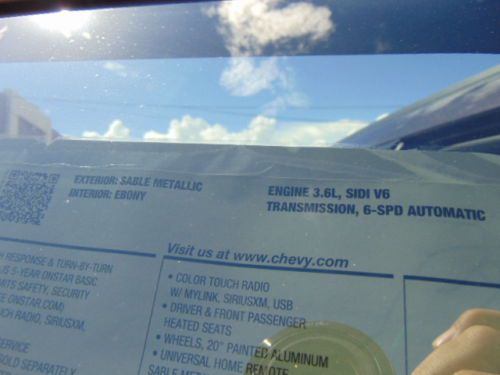 EXTERIOR: SABLE METALLIC
INTERIOR: EBONY
ENGINE 3.6L, SIDI V6
TRANSMISSION, 6-SPD AUTOMATIC
RESPONSE & TURN-BY-TURN
5-YEAR ONSTAR BASIC
SAFETY, SECURITY
ONSTAR.COM)
RADIO, SIRIUSXM,
SERVICE
SOLD SEPARATELY
Visit us at www.chevy.com
• COLOR TOUCH RADIO
W/ MYLINK, SIRIUSXM, USB
• DRIVER & FRONT PASSENGER
HEATED SEATS
• WHEELS, 20" PAINTED ALUMINUM
• UNIVERSAL HOME REMOTE
SABLE